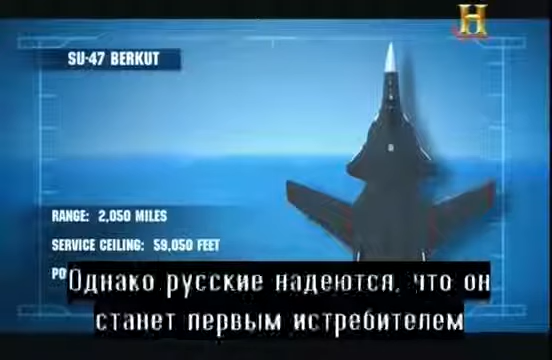 H
SU-47 BERKUT
RANGE: 2,050 MILES
SERVICE CEILING: 59,050 FEET
Однако русские надеются, что он
станет первым истребителем